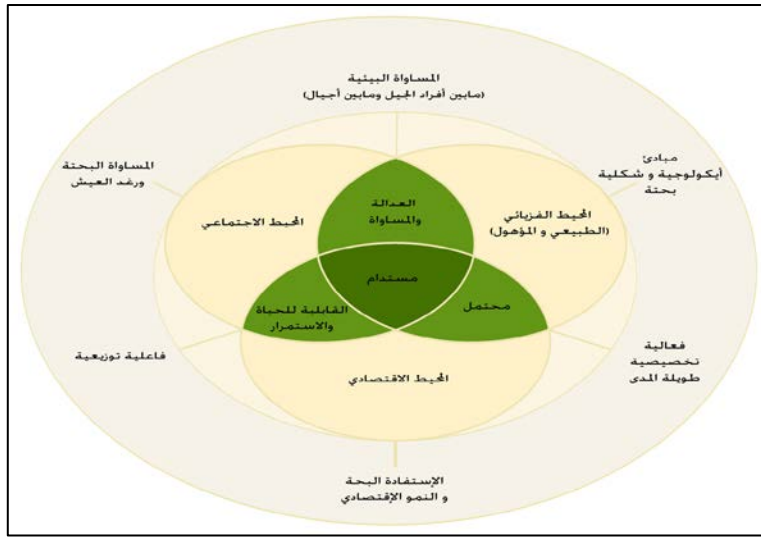 المساواة البيئية
(مابين أفراد الجيل ومابين أجيال)
مبادئ
أيكولوجية و شكلية
بحتة
المساواة البحتة
ورغد العيش
العدالة
والمساواة
المحيط الفزيائي
(الطبيعي و المؤهول)
المحيط الاجتماعي
مستدام
محتمل
القابلية للحياة
والاستمرار
فعالية
تخصيصية
طويلة المدى
فاعلية توزيعية
المحيط الاقتصادي
الإستفادة البحة
و النمو الإقتصادي